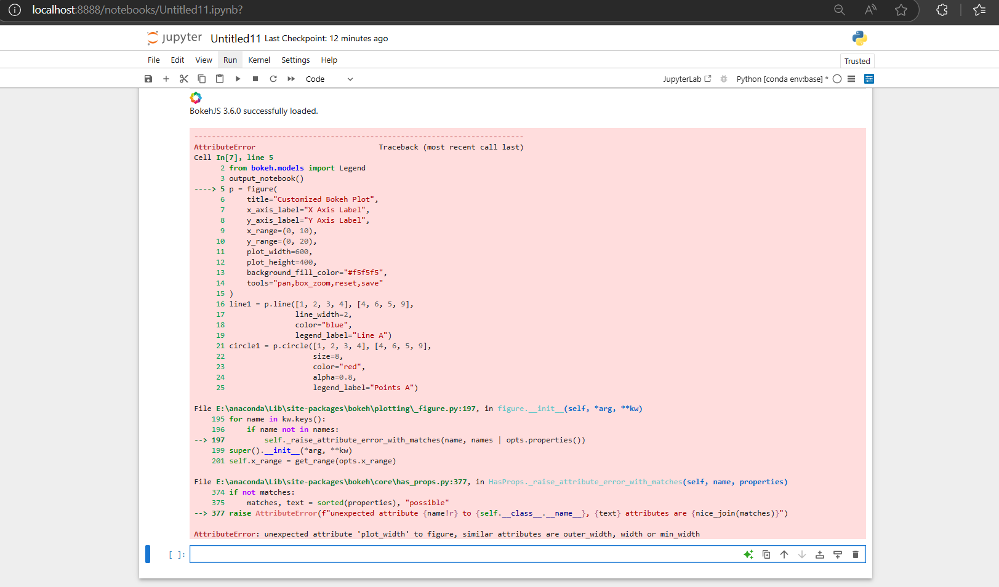 localhost:8888/notebooks/Untitled11.ipynb?
jupyter Untitled11 Last Checkpoint: 12 minutes ago
File Edit View Run Kernel Settings Help
Trusted
Code
JupyterLab Python [conda env:base] *
BokehJS 3.6.0 successfully loaded.
---------------------------------------------------------------------------
AttributeError                            Traceback (most recent call last)
Cell In[7], line 5
      2 from bokeh.models import Legend
      3 output_notebook()
----> 5 p = figure(
      6     title="Customized Bokeh Plot",
      7     x_axis_label="X Axis Label",
      8     y_axis_label="Y Axis Label",
      9     x_range=(0, 10),
     10     y_range=(0, 20),
     11     plot_width=600,
     12     plot_height=400,
     13     background_fill_color="#f5f5f5",
     14     tools="pan,box_zoom,reset,save"
     15 )
     16 line1 = p.line([1, 2, 3, 4], [4, 6, 5, 9],
     17                line_width=2,
     18                color="blue",
     19                legend_label="Line A")
     21 circle1 = p.circle([1, 2, 3, 4], [4, 6, 5, 9],
     22                    size=8,
     23                    color="red",
     24                    alpha=0.8,
     25                    legend_label="Points A")
File E:\anaconda\Lib\site-packages\bokeh\plotting\_figure.py:197, in figure.__init__(self, *arg, **kw)
    195 for name in kw.keys():
    196     if name not in names:
--> 197         self._raise_attribute_error_with_matches(name, names | opts.properties())
    199 super().__init__(*arg, **kw)
    201 self.x_range = get_range(opts.x_range)
File E:\anaconda\Lib\site-packages\bokeh\core\has_props.py:377, in HasProps._raise_attribute_error_with_matches(self, name, properties)
    374 if not matches:
    375     matches, text = sorted(properties), "possible"
--> 377 raise AttributeError(f"unexpected attribute {name!r} to {self.__class__.__name__}, {text} attributes are {nice_join(matches)}")
AttributeError: unexpected attribute 'plot_width' to figure, similar attributes are outer_width, width or min_width
[ ]: